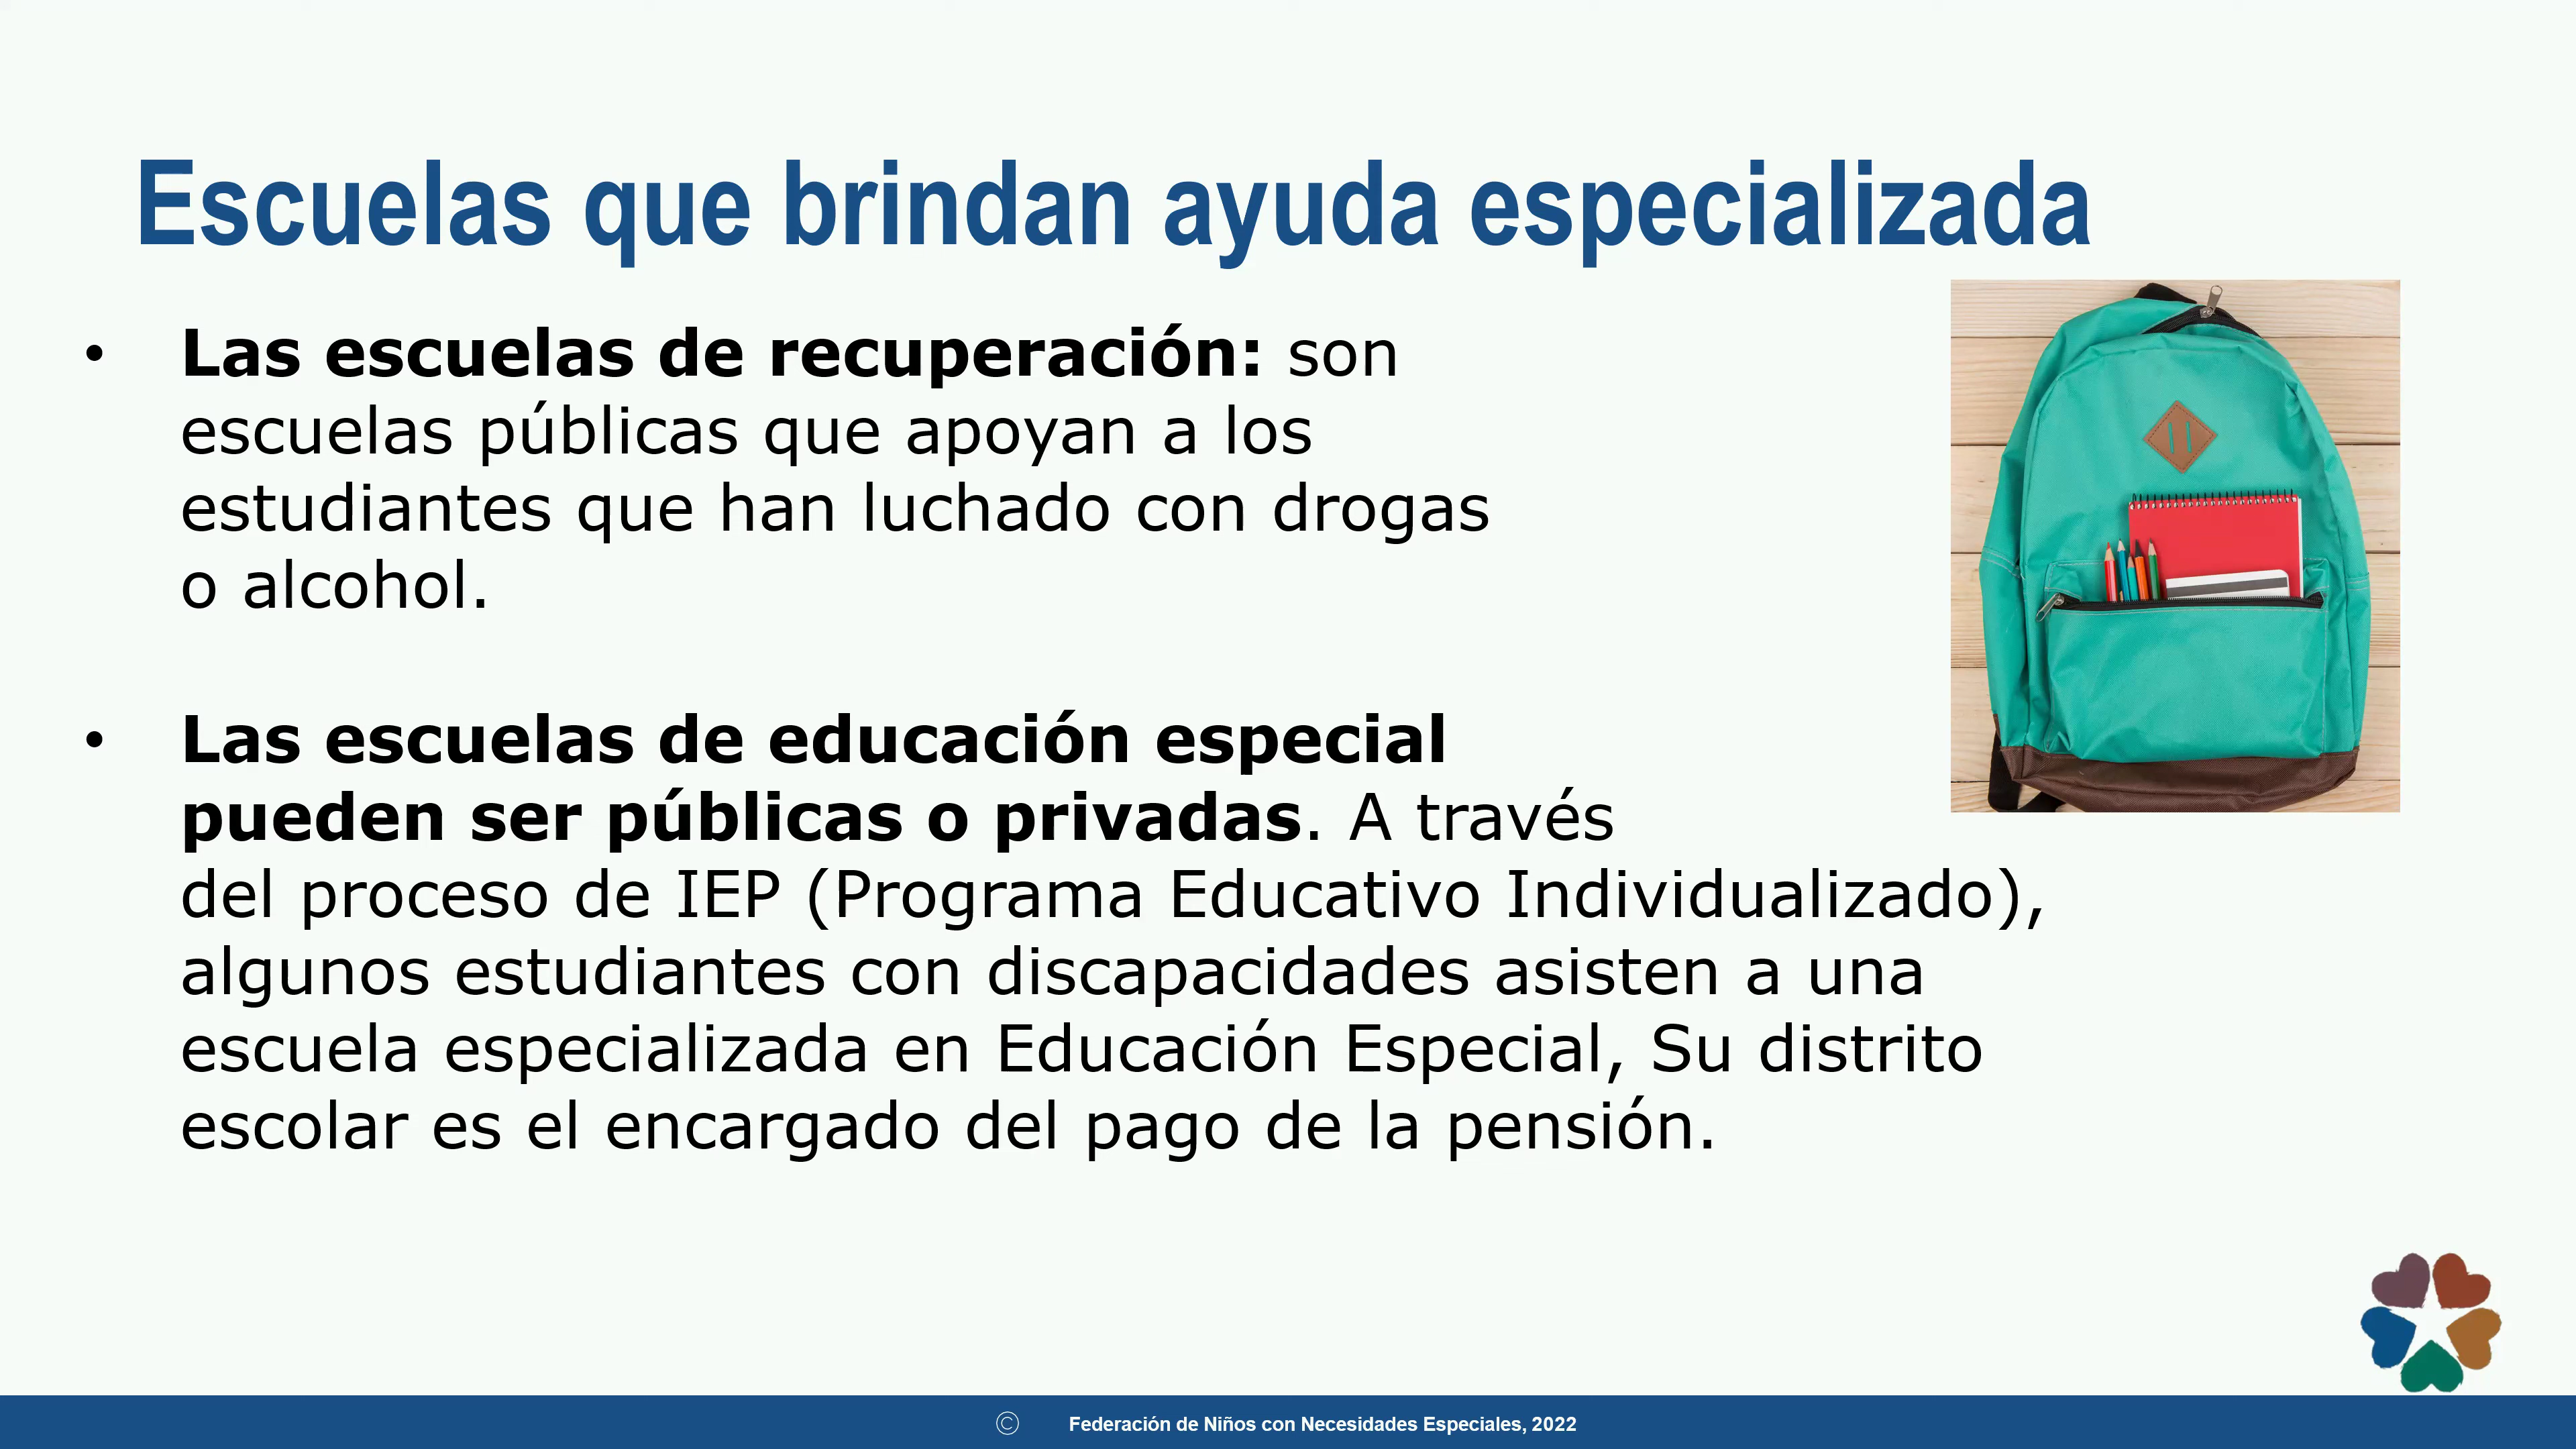 Escuelas que brindan ayuda especializada
• Las escuelas de recuperación: son
escuelas públicas que apoyan a los
estudiantes que han luchado con drogas
o alcohol.
• Las escuelas de educación especial
pueden ser públicas o privadas. A través
del proceso de IEP (Programa Educativo Individualizado),
algunos estudiantes con discapacidades asisten a una
escuela especializada en Educación Especial, Su distrito
escolar es el encargado del pago de la pensión.
© Federación de Niños con Necesidades Especiales, 2022